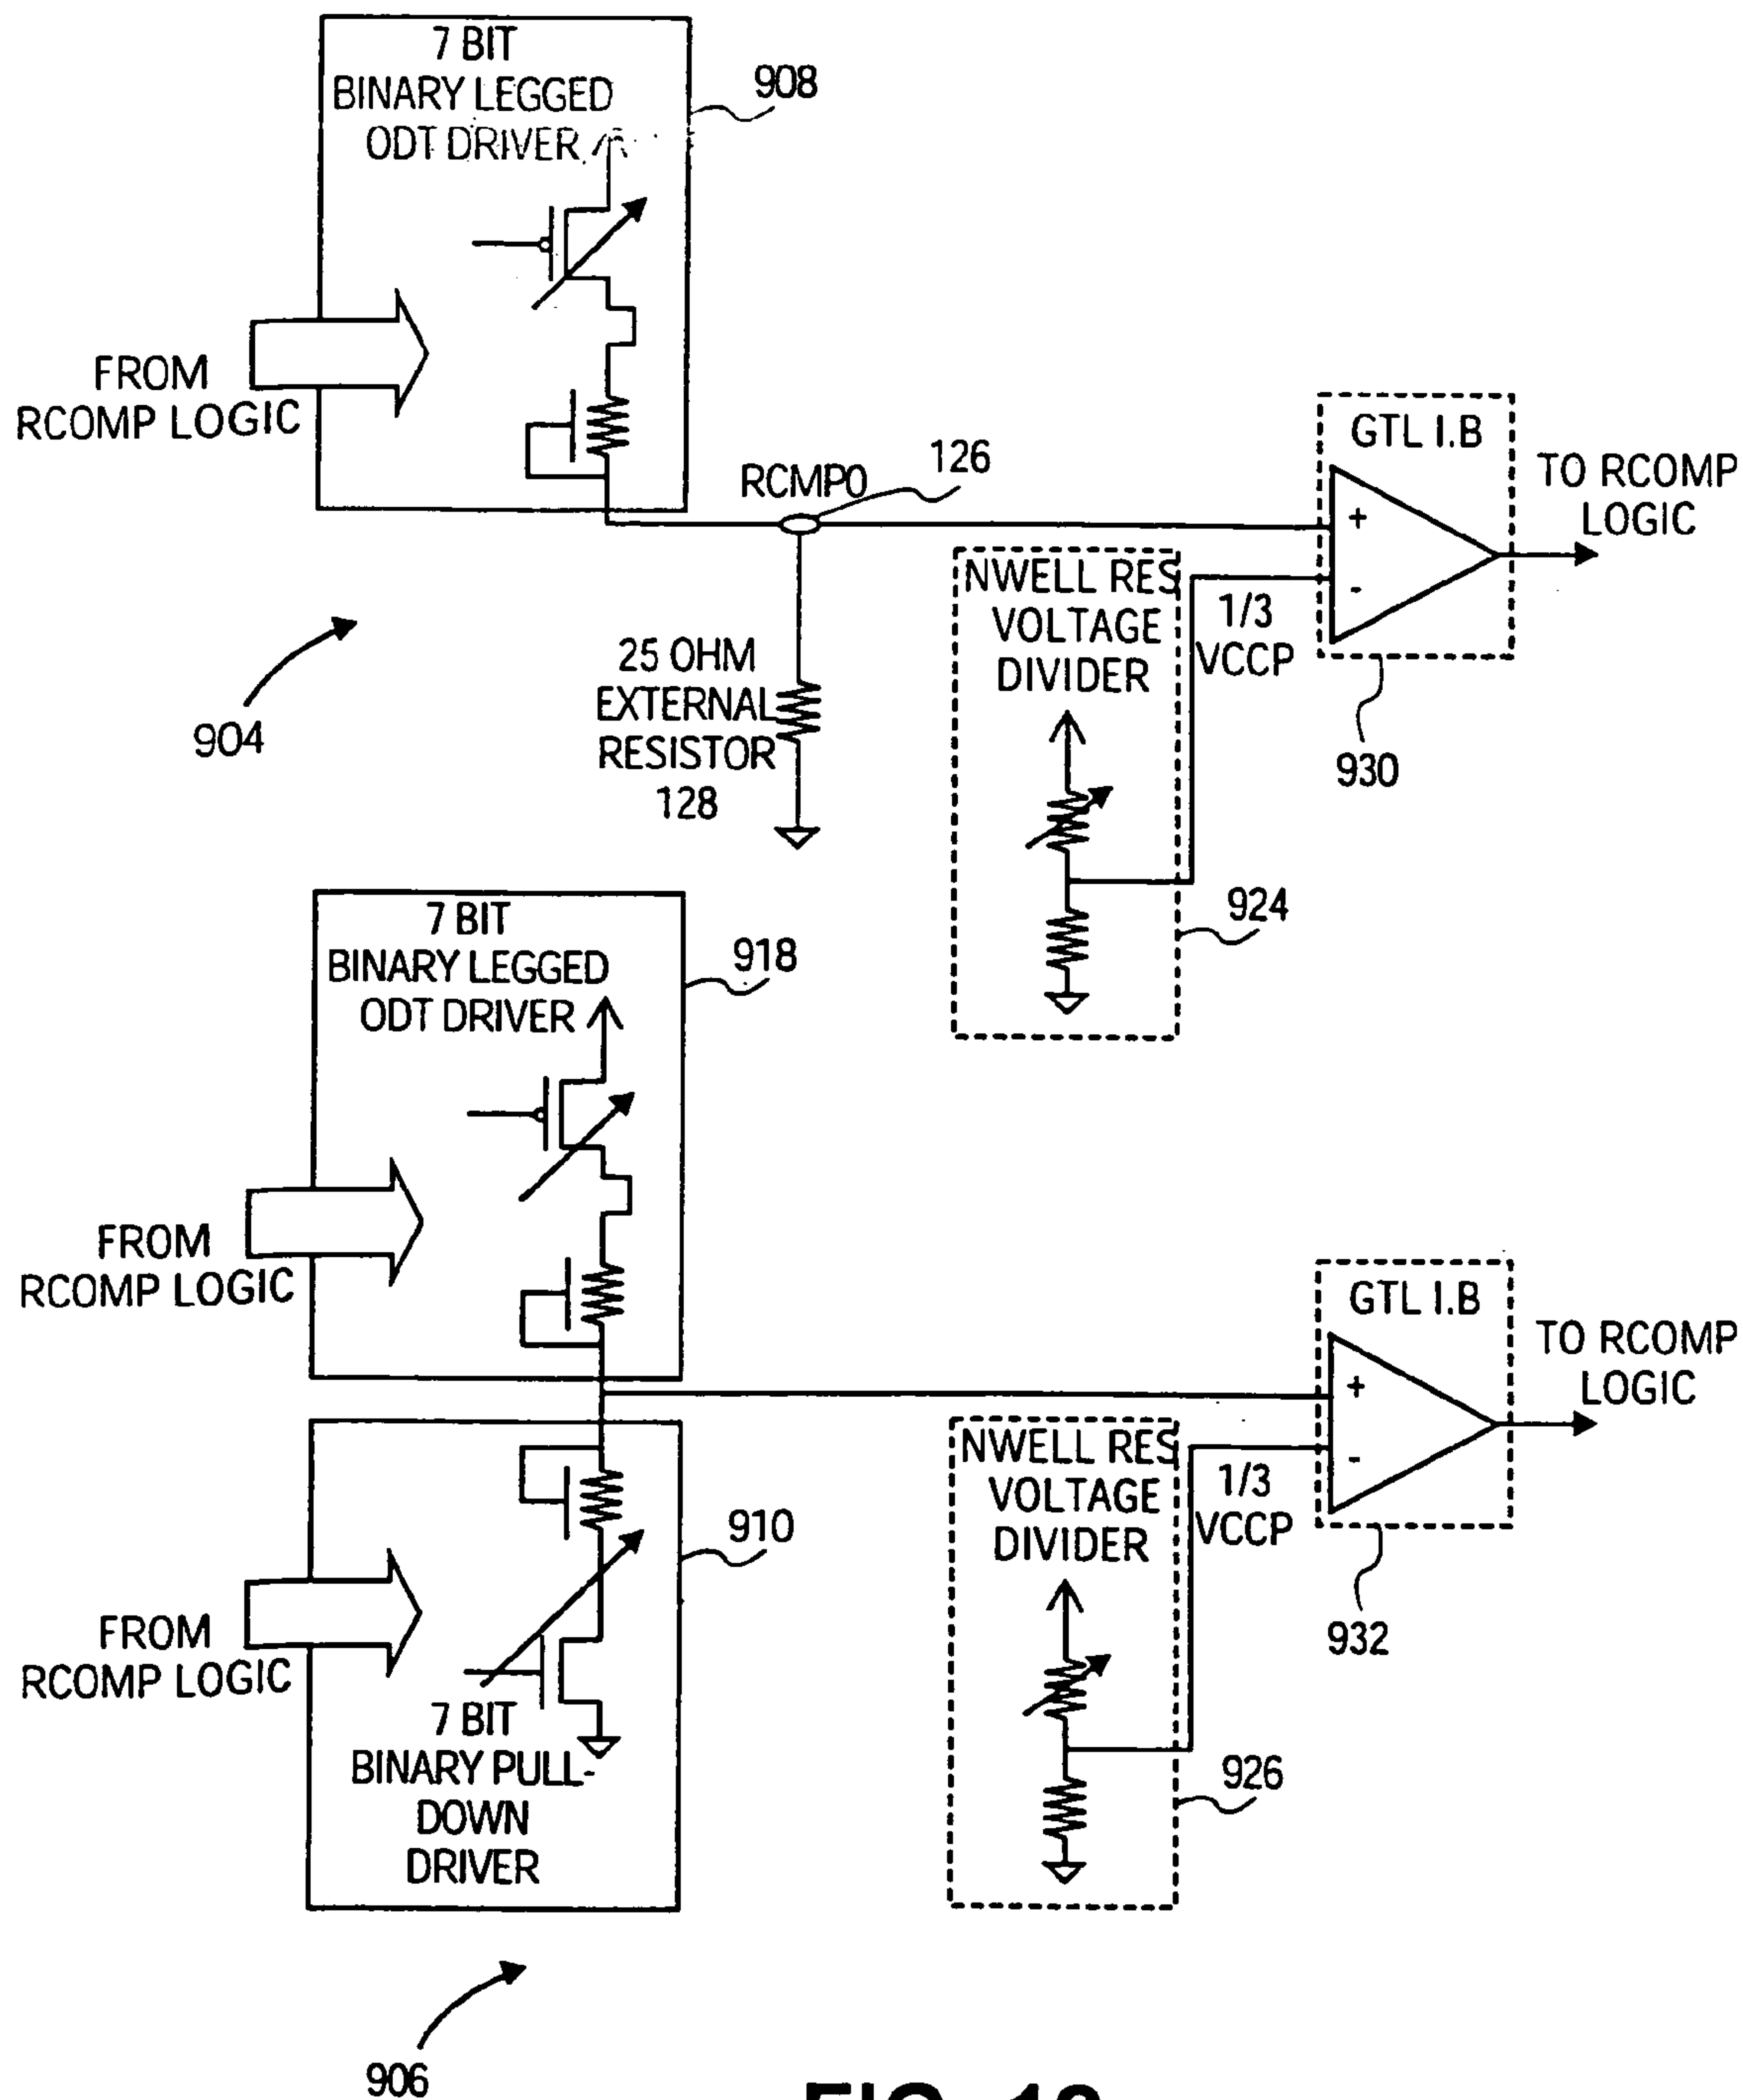 7 BIT
BINARY LEGGED
ODT DRIVER
908
FROM
RCOMP LOGIC
RCMPO
126
GTL I.B
+
-
TO RCOMP
LOGIC
NWELL RES
VOLTAGE
DIVIDER
1/3
VCCP
930
25 OHM
EXTERNAL
RESISTOR
128
904
924
7 BIT
BINARY LEGGED
ODT DRIVER
918
FROM
RCOMP LOGIC
GTL I.B
+
-
TO RCOMP
LOGIC
NWELL RES
VOLTAGE
DIVIDER
1/3
VCCP
932
910
FROM
RCOMP LOGIC
7 BIT
BINARY PULL-
DOWN
DRIVER
926
906